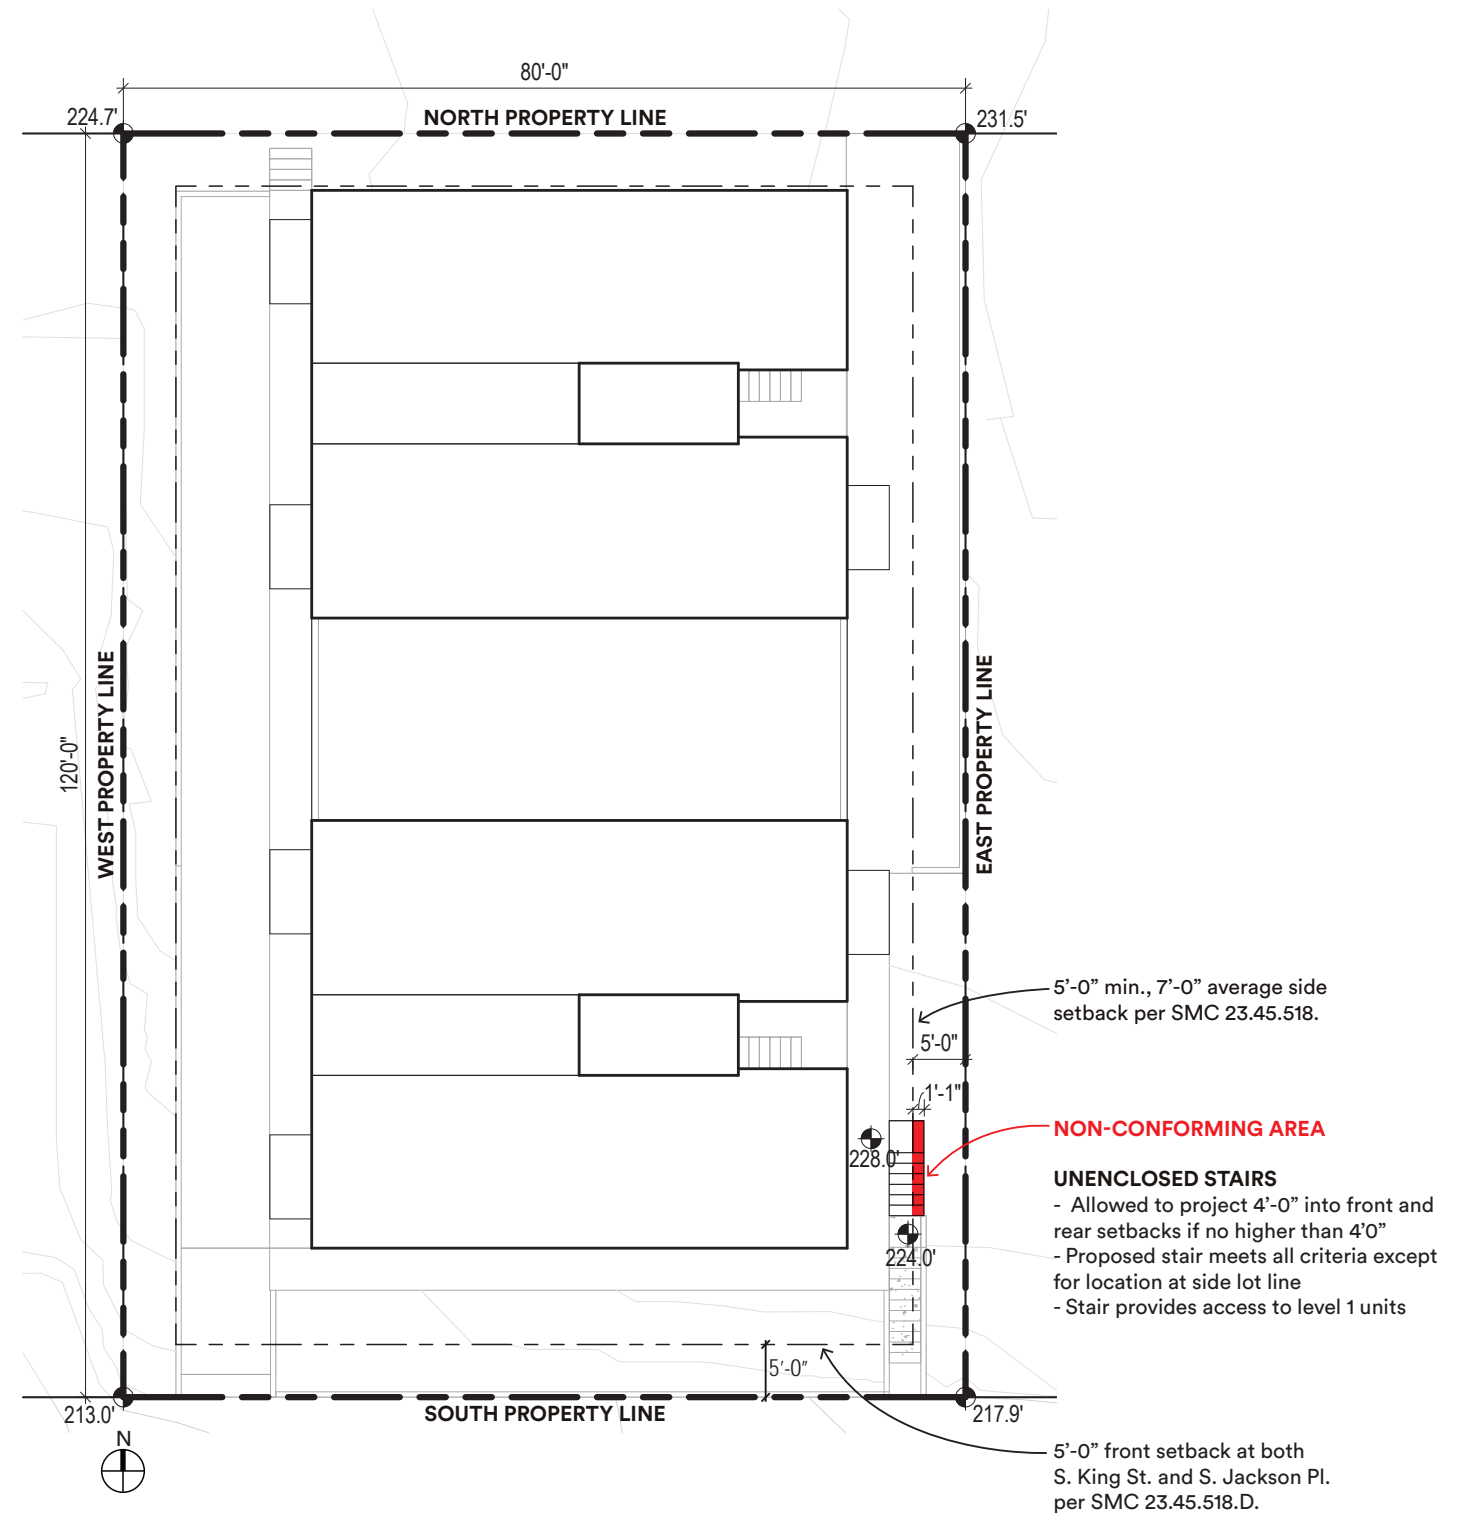 80'-0"
224.7'
NORTH PROPERTY LINE
231.5'
120'-0"
WEST PROPERTY LINE
EAST PROPERTY LINE
5'-0” min., 7'-0” average side
setback per SMC 23.45.518.
5'-0"
1'-1"
NON-CONFORMING AREA
228.0'
UNENCLOSED STAIRS
- Allowed to project 4'-0” into front and
rear setbacks if no higher than 4'0”
224.0'
- Proposed stair meets all criteria except
for location at side lot line
- Stair provides access to level 1 units
5'-0"
213.0'
SOUTH PROPERTY LINE
217.9'
N
5'-0” front setback at both
S. King St. and S. Jackson Pl.
per SMC 23.45.518.D.